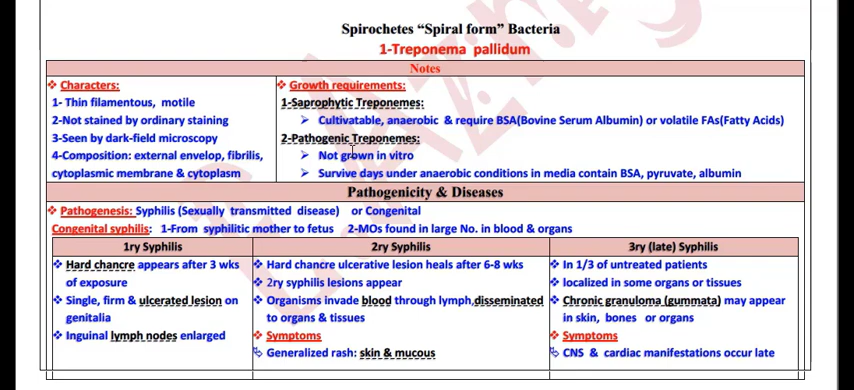 Spirochetes “Spiral form” Bacteria
1-Treponema pallidum
Notes
❖ Characters:
1- Thin filamentous, motile
2-Not stained by ordinary staining
3-Seen by dark-field microscopy
4-Composition: external envelop, fibrilis,
cytoplasmic membrane & cytoplasm
❖ Growth requirements:
1-Saprophytic Treponemes:
➢ Cultivatable, anaerobic & require BSA(Bovine Serum Albumin) or volatile FAs(Fatty Acids)
2-Pathogenic Treponemes:
➢ Not grown in vitro
➢ Survive days under anaerobic conditions in media contain BSA, pyruvate, albumin
Pathogenicity & Diseases
❖ Pathogenesis: Syphilis (Sexually transmitted disease) or Congenital
Congenital syphilis: 1-From syphilitic mother to fetus 2-MOs found in large No. in blood & organs
1ry Syphilis
❖ Hard chancre appears after 3 wks
of exposure
❖ Single, firm & ulcerated lesion on
genitalia
❖ Inguinal lymph nodes enlarged
2ry Syphilis
❖ Hard chancre ulcerative lesion heals after 6-8 wks
❖ 2ry syphilis lesions appear
❖ Organisms invade blood through lymph,disseminated
to organs & tissues
❖ Symptoms
Generalized rash: skin & mucous
3ry (late) Syphilis
❖ In 1/3 of untreated patients
❖ localized in some organs or tissues
❖ Chronic granuloma (gummata) may appear
in skin, bones or organs
❖ Symptoms
CNS & cardiac manifestations occur late